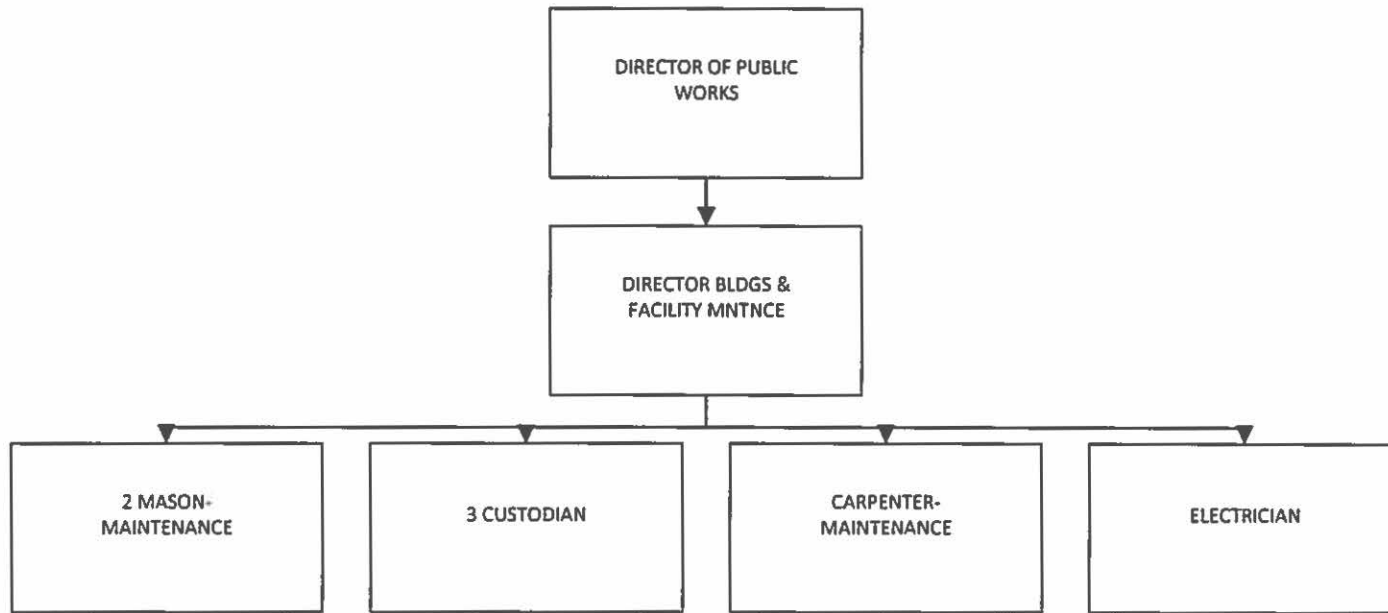 DIRECTOR OF PUBLIC
WORKS
DIRECTOR BLDGS &
FACILITY MNTNCE
2 MASON-
MAINTENANCE
3 CUSTODIAN
CARPENTER-
MAINTENANCE
ELECTRICIAN